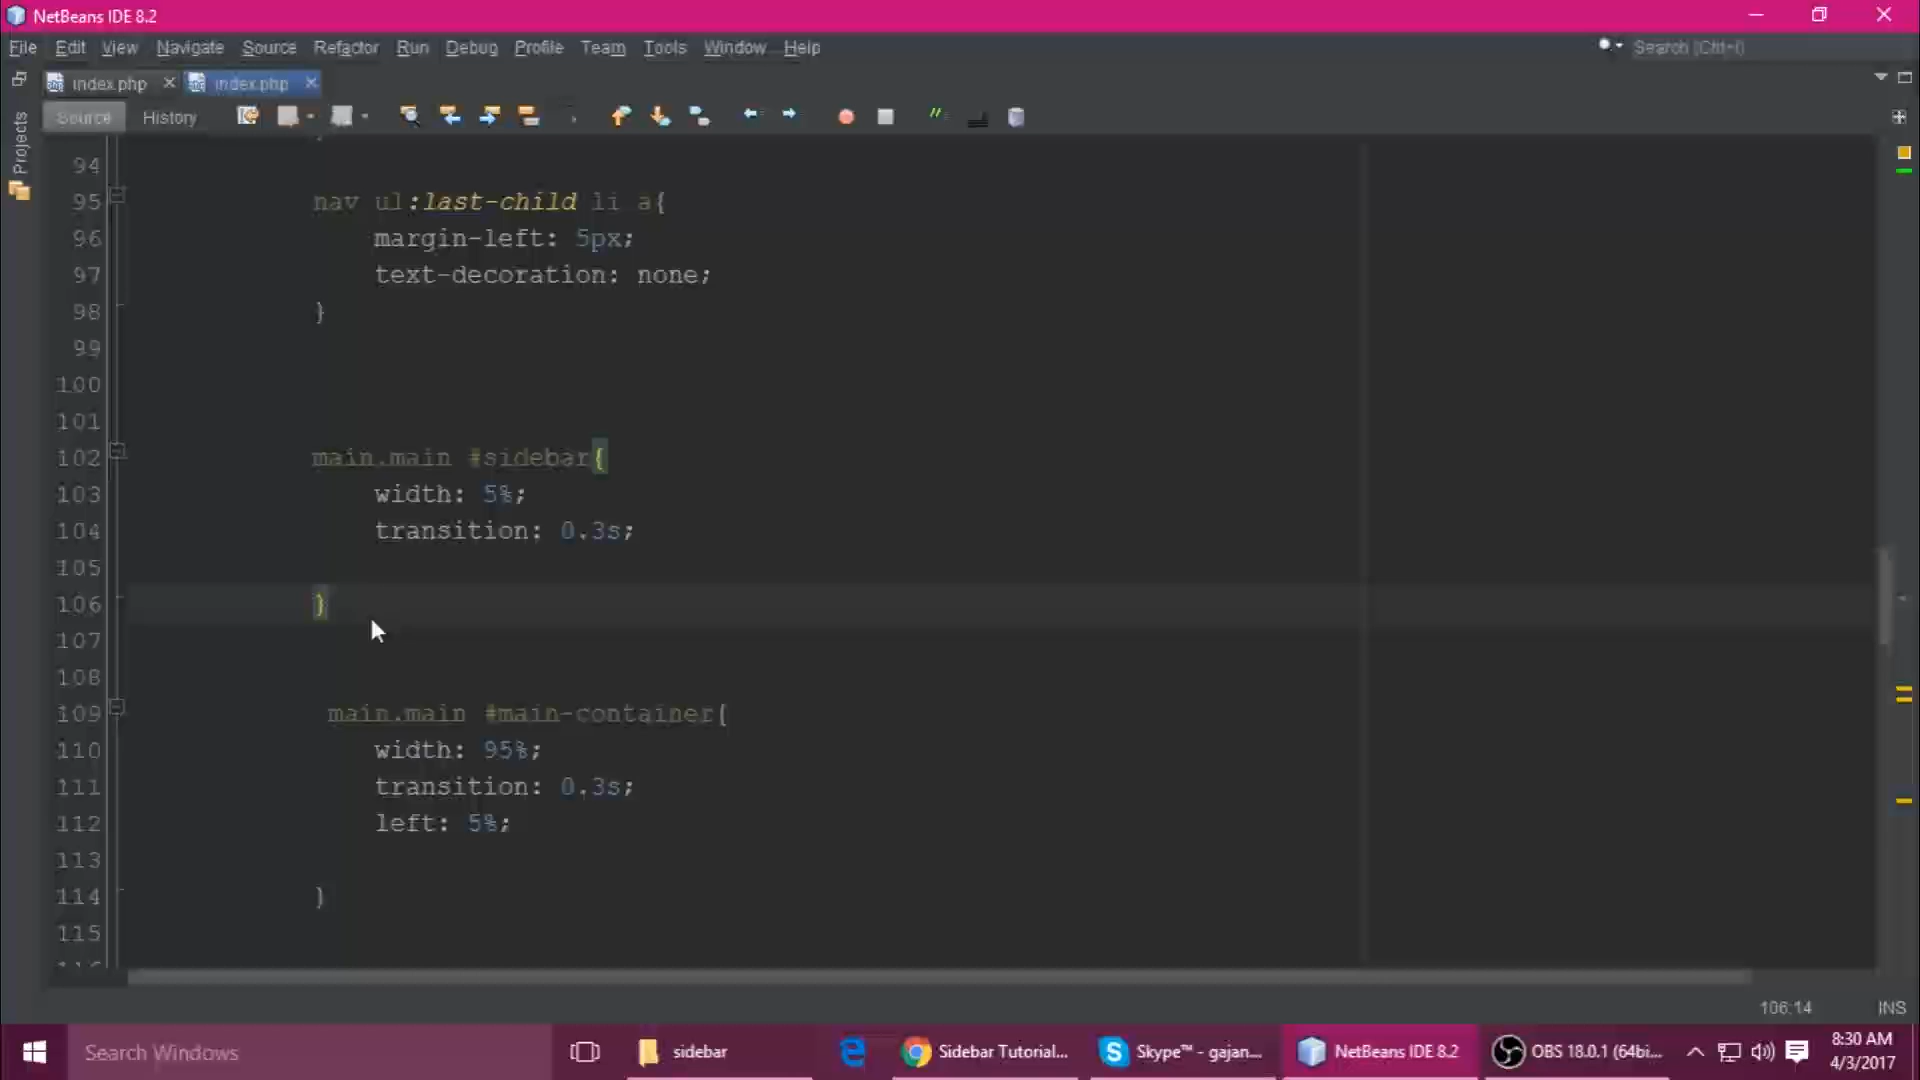 NetBeans IDE 8.2
File Edit View Navigate Source Refactor Run Debug Profile Team Tools Window Help
Search (Ctrl+I)
index.php index.php
Projects
Source History
94
95 nav ul:last-child li a{
96 margin-left: 5px;
97 text-decoration: none;
98 }
99
100
101
102 main.main #sidebar{
103 width: 5%;
104 transition: 0.3s;
105
106 }
107
108
109 main.main #main-container{
110 width: 95%;
111 transition: 0.3s;
112 left: 5%;
113
114 }
115
106:14 INS
Search Windows
sidebar
Sidebar Tutorial...
Skype™ - gajan...
NetBeans IDE 8.2
OBS 18.0.1 (64bi...
8:30 AM
4/3/2017